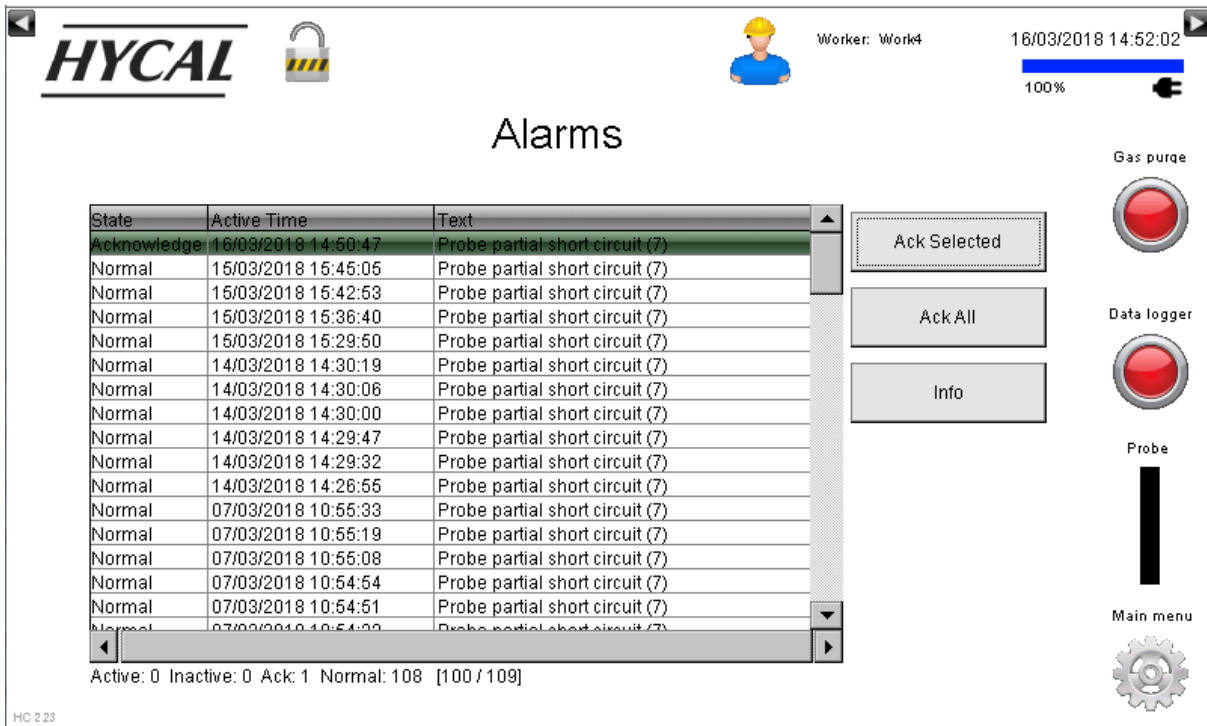 HYCAL
Worker: Work4
16/03/2018 14:52:02
100%
Alarms
Gas purge
State Active Time Text
Acknowledge 16/03/2018 14:50:47 Probe partial short circuit (7)
Normal 15/03/2018 15:45:05 Probe partial short circuit (7)
Normal 15/03/2018 15:42:53 Probe partial short circuit (7)
Normal 15/03/2018 15:36:40 Probe partial short circuit (7)
Normal 15/03/2018 15:29:50 Probe partial short circuit (7)
Normal 14/03/2018 14:30:19 Probe partial short circuit (7)
Normal 14/03/2018 14:30:06 Probe partial short circuit (7)
Normal 14/03/2018 14:30:00 Probe partial short circuit (7)
Normal 14/03/2018 14:29:47 Probe partial short circuit (7)
Normal 14/03/2018 14:29:32 Probe partial short circuit (7)
Normal 14/03/2018 14:26:55 Probe partial short circuit (7)
Normal 07/03/2018 10:55:33 Probe partial short circuit (7)
Normal 07/03/2018 10:55:19 Probe partial short circuit (7)
Normal 07/03/2018 10:55:08 Probe partial short circuit (7)
Normal 07/03/2018 10:54:54 Probe partial short circuit (7)
Normal 07/03/2018 10:54:51 Probe partial short circuit (7)
Normal 07/03/2018 Probe partial short circuit (7)
Ack Selected
Ack All
Info
Data logger
Probe
Main menu
Active: 0 Inactive: 0 Ack: 1 Normal: 108 [100 / 109]
HC 2.23